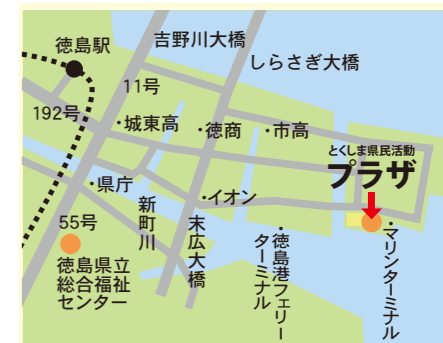 徳島駅
吉野川大橋
しらさぎ大橋
11号
192号
・城東高
・徳商
・市高
とくしま県民活動
プラザ
・県庁
・イオン
新町川
末広大橋
・徳島港フェリー
ターミナル
・マリンターミナル
55号
徳島県立
総合福祉
センター